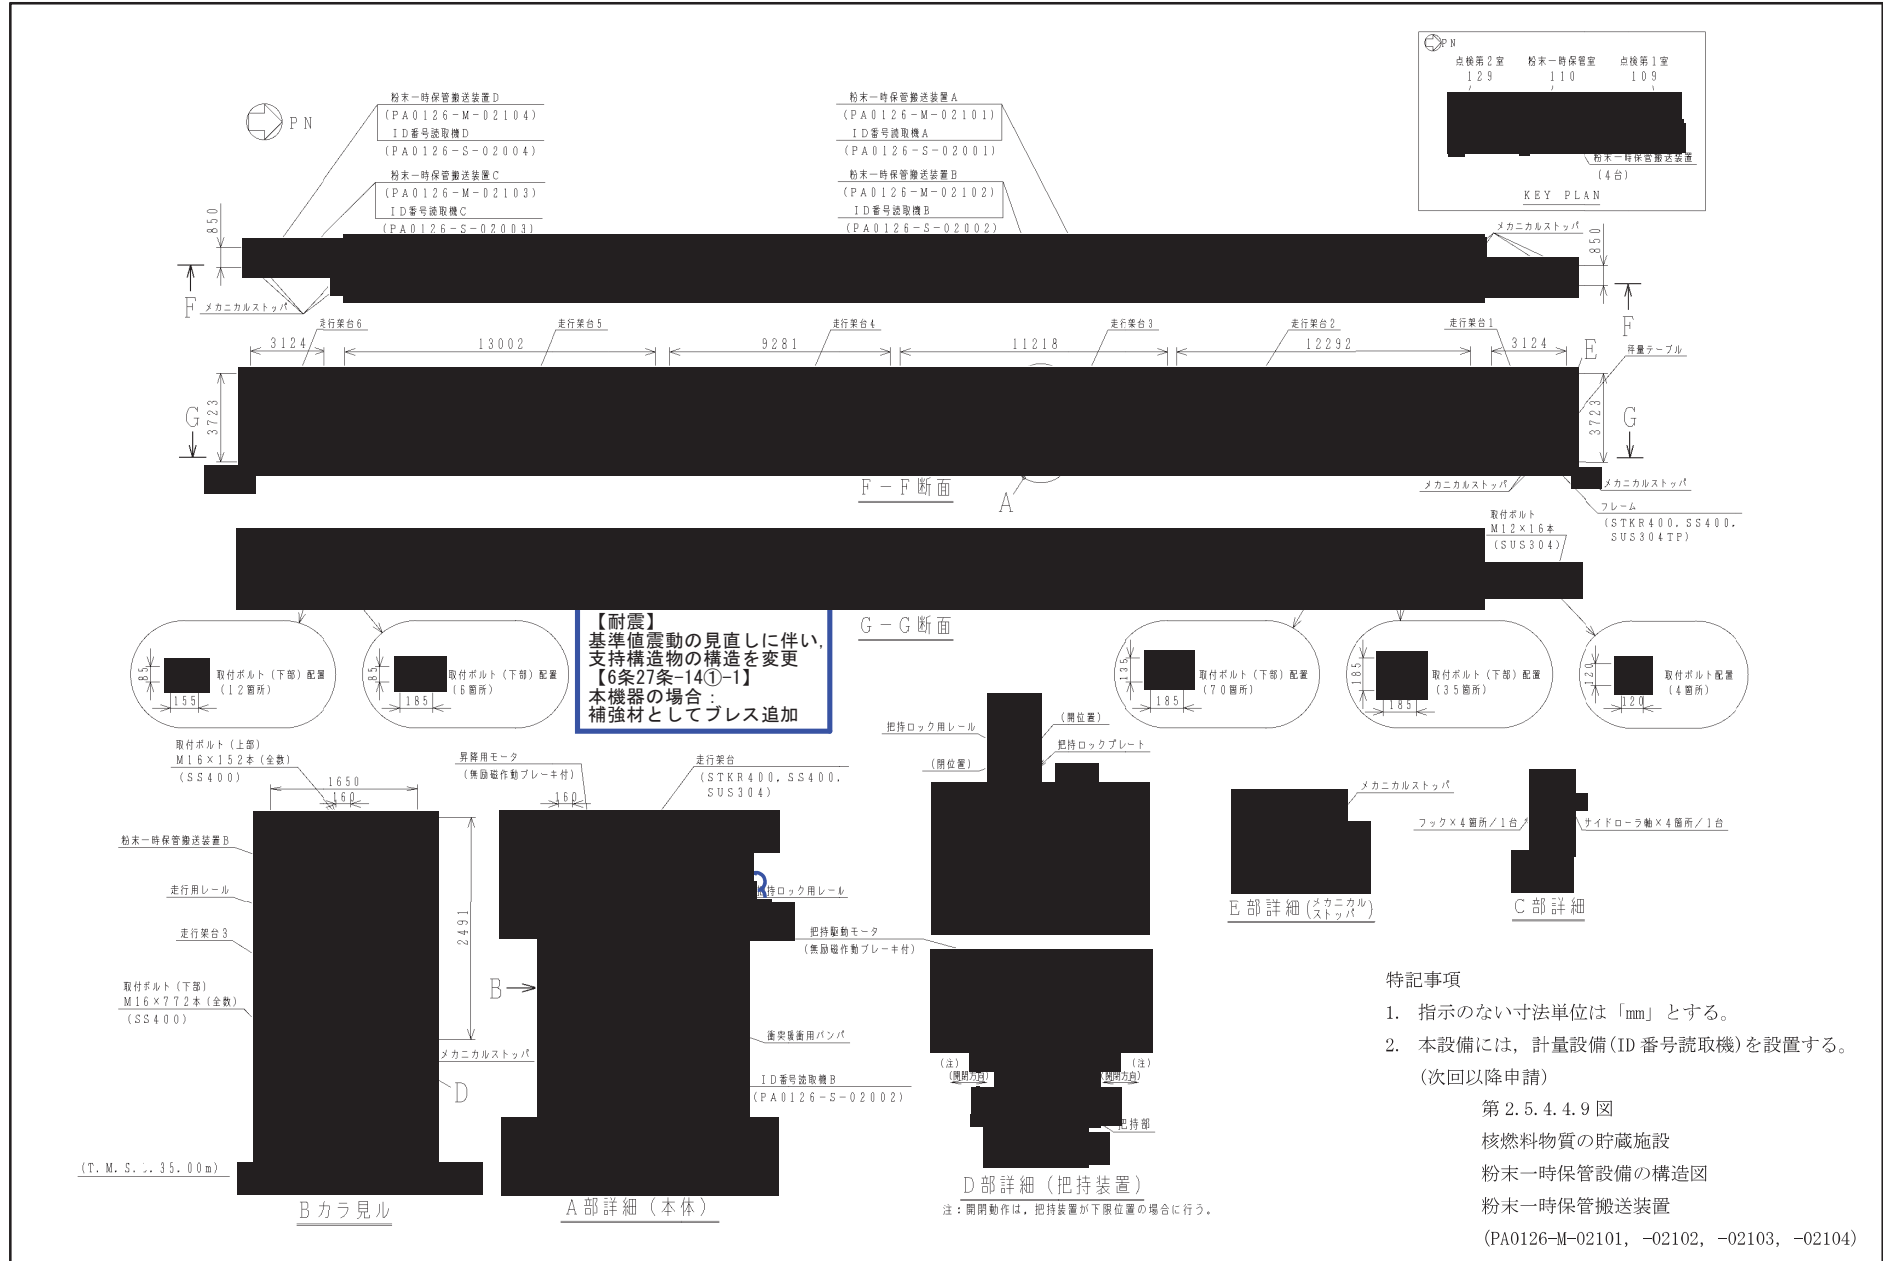 PN
粉末一時保管搬送装置D
(PA0126-M-02104)
ID番号読取機D
(PA0126-S-02004)
粉末一時保管搬送装置C
(PA0126-M-02103)
ID番号読取機C
(PA0126-S-02003)
粉末一時保管搬送装置A
(PA0126-M-02101)
ID番号読取機A
(PA0126-S-02001)
粉末一時保管搬送装置B
(PA0126-M-02102)
ID番号読取機B
(PA0126-S-02002)
PN
点検第2室
129
粉末一時保管室
110
点検第1室
109
粉末一時保管搬送装置
(4台)
KEY PLAN
850
F
メカニカルストッパ
メカニカルストッパ
850
F
走行架台6
走行架台5
走行架台4
走行架台3
走行架台2
走行架台1
3124
13002
9281
11218
12292
3124
E
秤量テーブル
G
3723
3723
G
F-F断面
A
メカニカルストッパ
メカニカルストッパ
フレーム
(STKR400, SS400,
SUS304TP)
取付ボルト
M12×16本
(SUS304)
G-G断面
【耐震】
基準値震動の見直しに伴い,
支持構造物の構造を変更
【6条27条-14①-1】
本機器の場合:
補強材としてブレス追加
85
155
取付ボルト(下部)配置
(12箇所)
85
185
取付ボルト(下部)配置
(6箇所)
135
185
取付ボルト(下部)配置
(70箇所)
185
185
取付ボルト(下部)配置
(35箇所)
120
120
取付ボルト配置
(4箇所)
取付ボルト(上部)
M16×152本(全数)
(SS400)
1650
160
粉末一時保管搬送装置B
走行用レール
走行架台3
取付ボルト(下部)
M16×772本(全数)
(SS400)
2491
メカニカルストッパ
D
Bカラ見ル
昇降用モータ
(無励磁作動ブレーキ付)
160
走行架台
(STKR400, SS400,
SUS304)
把持ロック用レール
把持駆動モータ
(無励磁作動ブレーキ付)
B
衝突緩衝用バンパ
ID番号読取機B
(PA0126-S-02002)
A部詳細(本体)
把持ロック用レール
(開位置)
把持ロックプレート
(閉位置)
(注)
(開閉方向)
(注)
(開閉方向)
把持部
D部詳細(把持装置)
注:開閉動作は,把持装置が下限位置の場合に行う。
メカニカルストッパ
E部詳細(メカニカルストッパ)
フック×4箇所/1台
サイドローラ軸×4箇所/1台
C部詳細
特記事項
1. 指示のない寸法単位は「mm」とする。
2. 本設備には,計量設備(ID番号読取機)を設置する。
(次回以降申請)
第2.5.4.4.9図
核燃料物質の貯蔵施設
粉末一時保管設備の構造図
粉末一時保管搬送装置
(PA0126-M-02101, -02102, -02103, -02104)